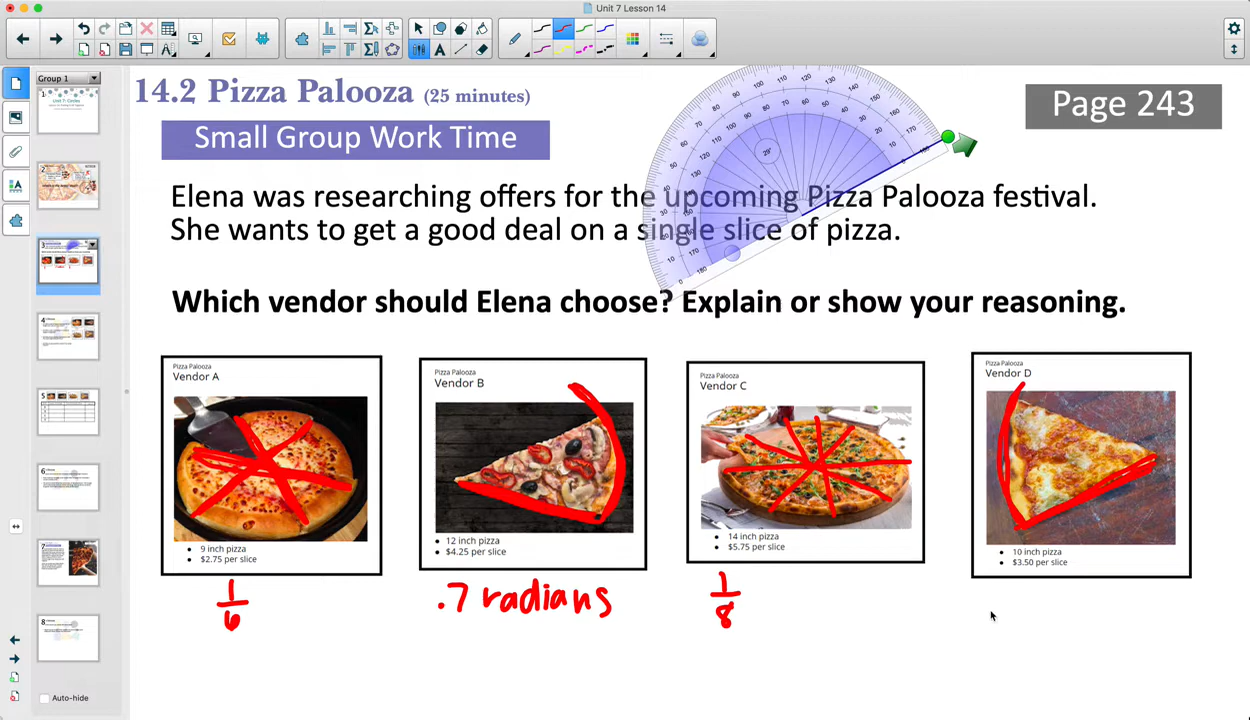 Unit 7 Lesson 14
Group 1
14.2 Pizza Palooza (25 minutes)
Page 243
Small Group Work Time
Elena was researching offers for the upcoming Pizza Palooza festival.
She wants to get a good deal on a single slice of pizza.
Which vendor should Elena choose? Explain or show your reasoning.
Pizza Palooza
Vendor A
• 9 inch pizza
• $2.75 per slice
1/6
Pizza Palooza
Vendor B
• 12 inch pizza
• $4.25 per slice
.7 radians
Pizza Palooza
Vendor C
• 14 inch pizza
• $5.75 per slice
1/8
Pizza Palooza
Vendor D
• 10 inch pizza
• $3.50 per slice
Auto-hide